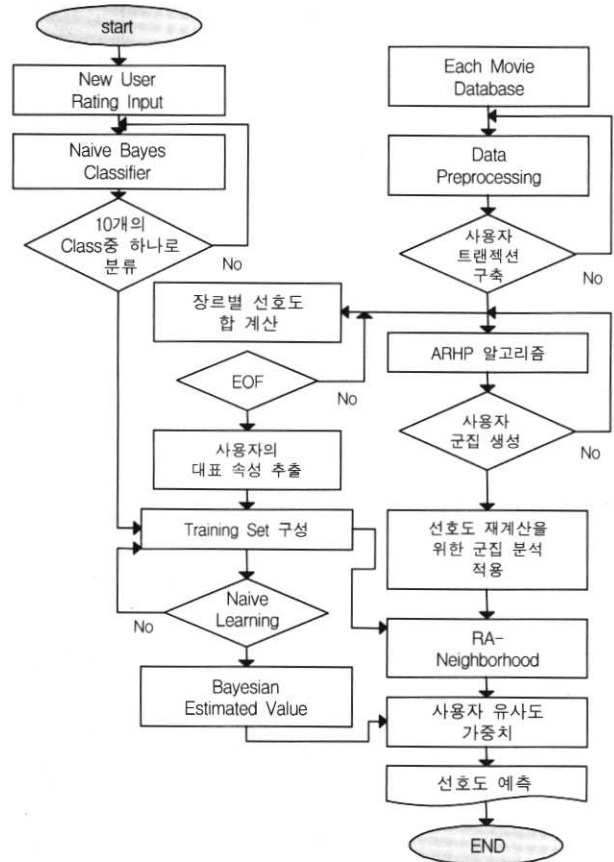 start
New User
Rating Input
Naive Bayes
Classifier
10개의
Class중 하나로
분류
No
Each Movie
Database
Data
Preprocessing
사용자
트랜젝션
구축
No
장르별 선호도
합 계산
EOF
No
사용자의
대표 속성 추출
Training Set 구성
Naive
Learning
No
Bayesian
Estimated Value
ARHP 알고리즘
사용자
군집 생성
No
선호도 재계산을
위한 군집 분석
적용
RA-
Neighborhood
사용자 유사도
가중치
선호도 예측
END